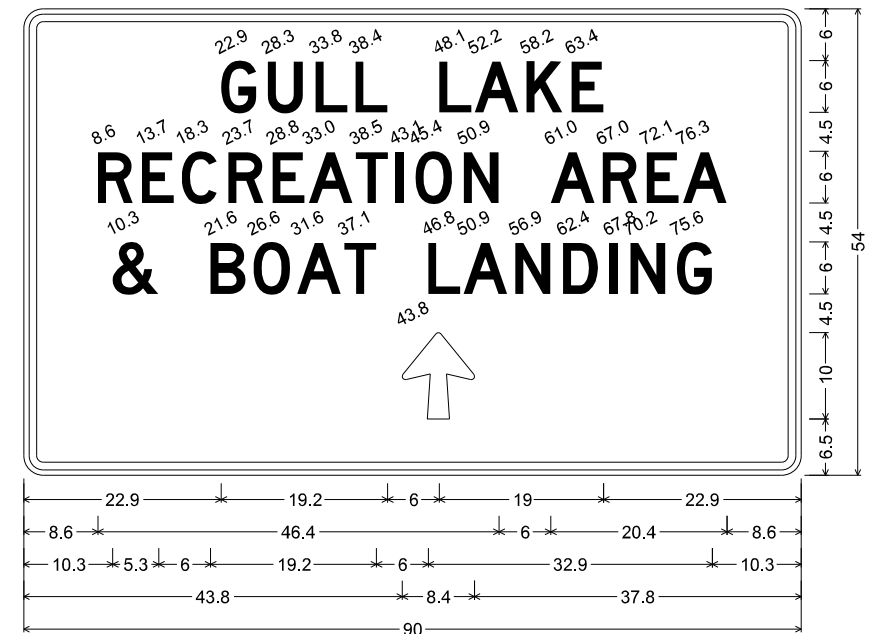 22.9 28.3 33.8 38.4 48.1 52.2 58.2 63.4
GULL LAKE
8.6 13.7 18.3 23.7 28.8 33.0 38.5 43.1 45.4 50.9 61.0 67.0 72.1 76.3
RECREATION AREA
10.3 21.6 26.6 31.6 37.1 46.8 50.9 56.9 62.4 67.8 70.2 75.6
& BOAT LANDING
43.8
6
6
4.5
6
4.5
6
4.5
10
6.5
54
22.9 19.2 6 19 22.9
8.6 46.4 6 20.4 8.6
10.3 5.3 6 19.2 6 32.9 10.3
43.8 8.4 37.8
90